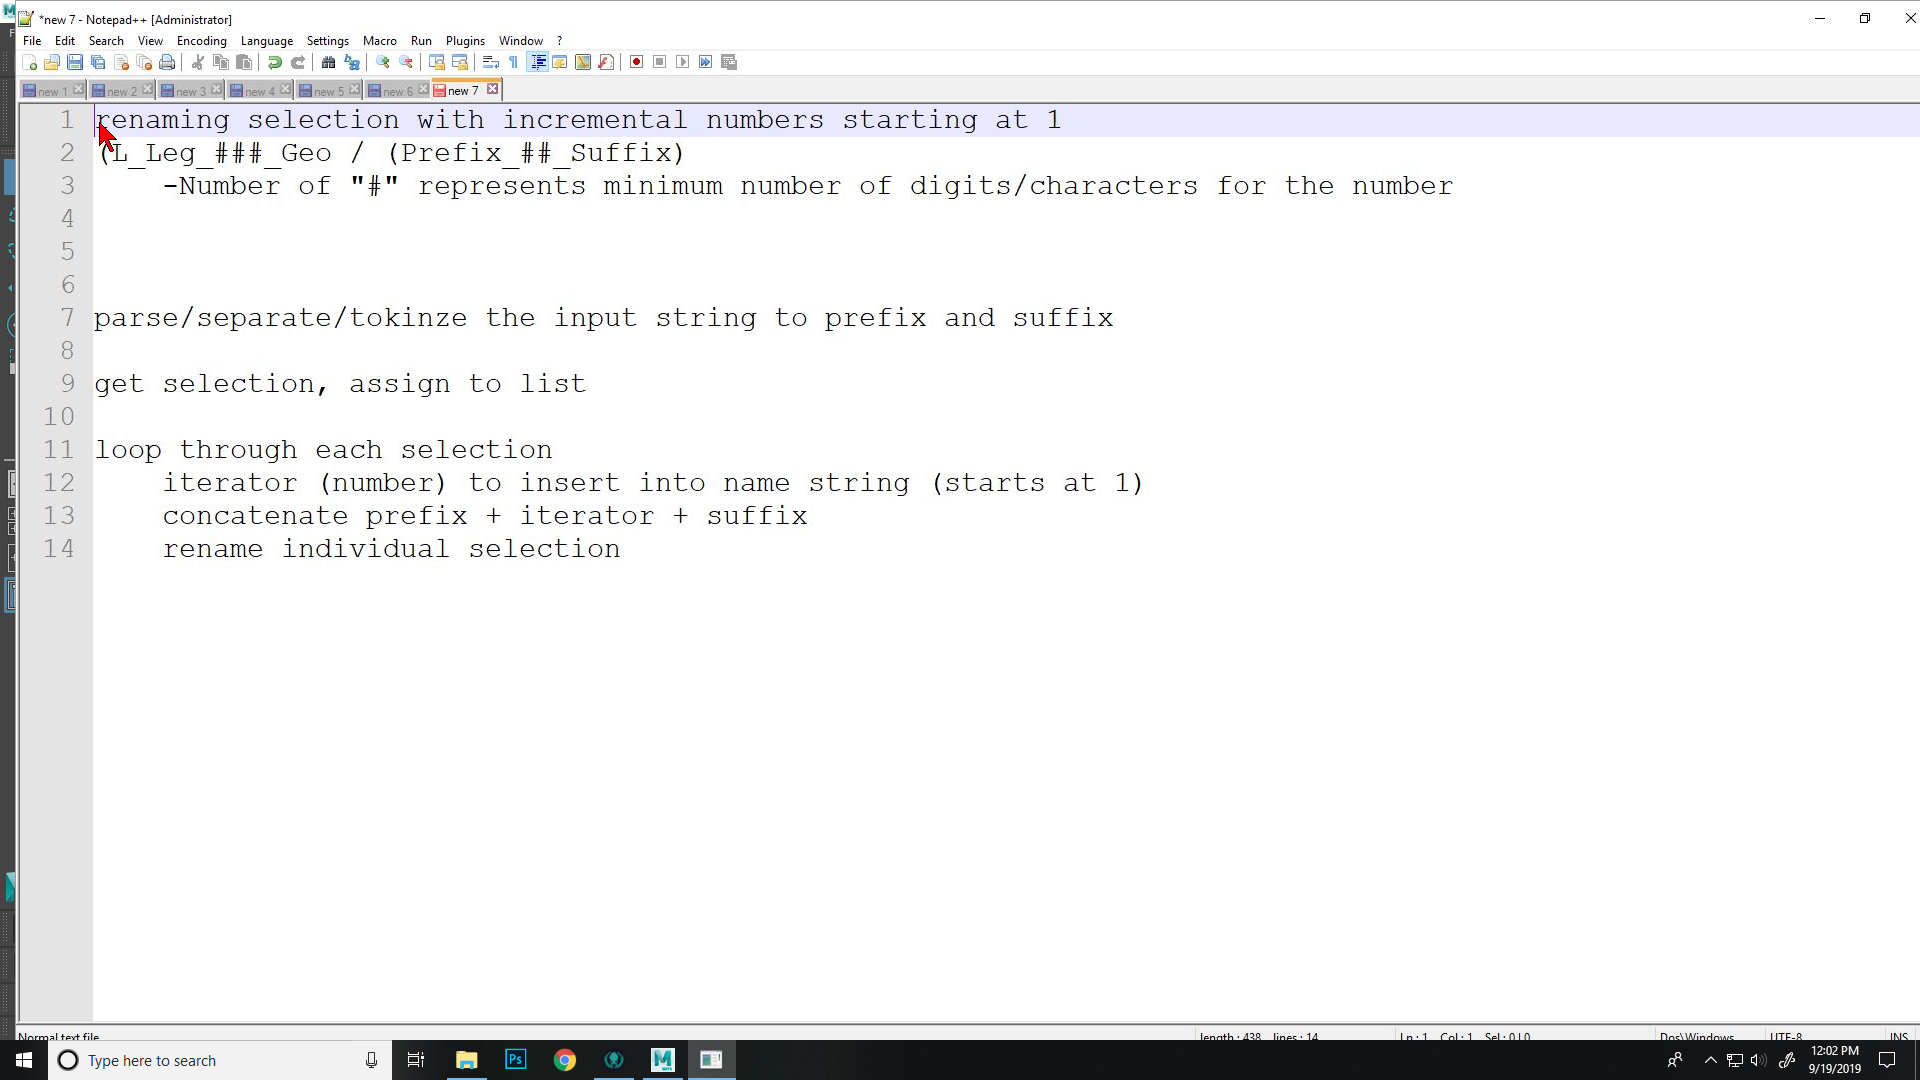 *new 7 - Notepad++ [Administrator]
File Edit Search View Encoding Language Settings Macro Run Plugins Window ?
new 1 new 2 new 3 new 4 new 5 new 6 new 7
1 renaming selection with incremental numbers starting at 1
2 (L_Leg_###_Geo / (Prefix_##_Suffix)
3 -Number of "#" represents minimum number of digits/characters for the number
4
5
6
7 parse/separate/tokinze the input string to prefix and suffix
8
9 get selection, assign to list
10
11 loop through each selection
12 iterator (number) to insert into name string (starts at 1)
13 concatenate prefix + iterator + suffix
14 rename individual selection
Normal text file length : 438 lines : 14 Ln : 1 Col : 1 Sel : 0 | 0 Dos\Windows UTF-8 INS
Type here to search Ps M 12:02 PM
9/19/2019